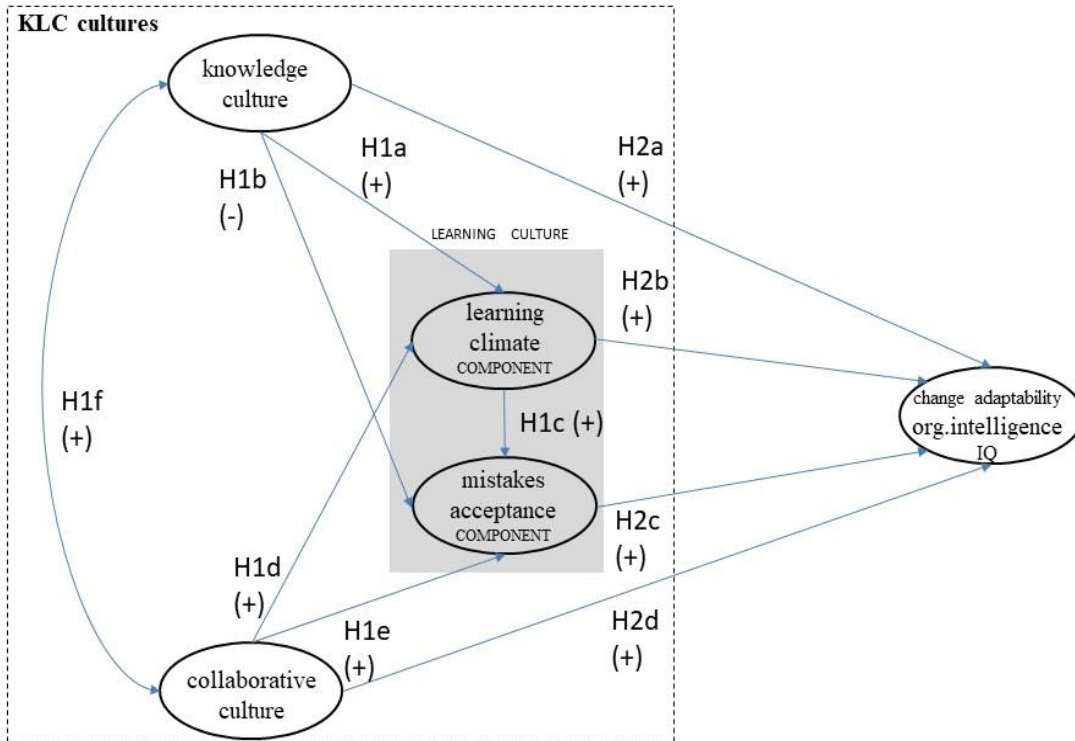 KLC cultures
knowledge
culture
H1a
(+)
H2a
(+)
H1b
(-)
LEARNING CULTURE
H2b
(+)
learning
climate
COMPONENT
H1f
(+)
H1c (+)
change adaptability
org.intelligence
IQ
mistakes
acceptance
COMPONENT
H2c
(+)
H1d
(+)
H1e
(+)
H2d
(+)
collaborative
culture